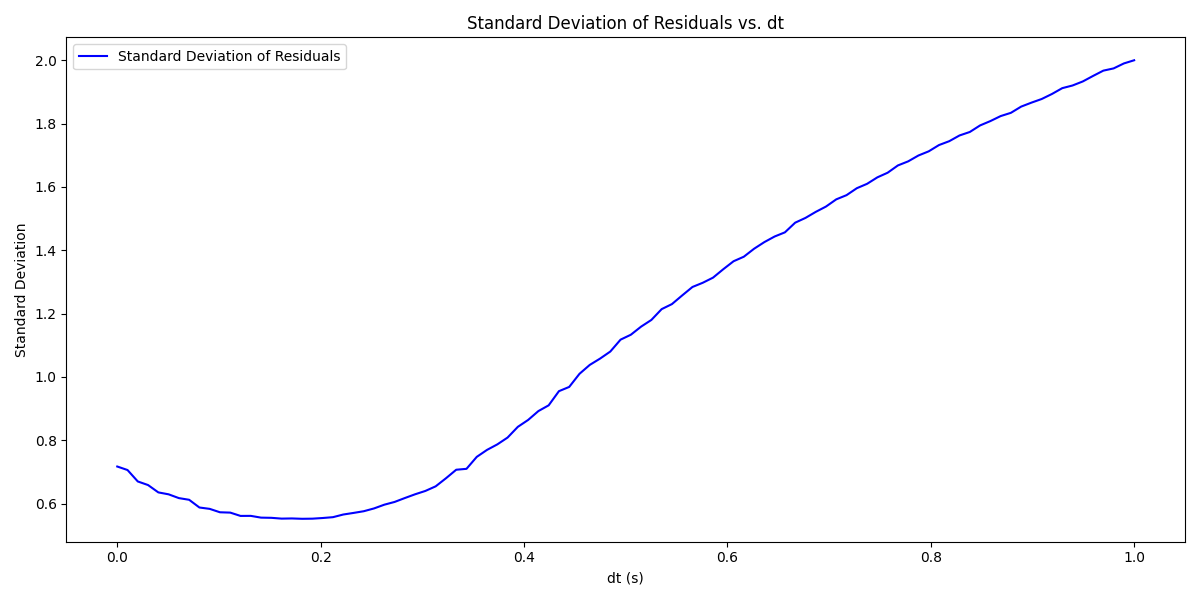 Standard Deviation of Residuals vs. dt
Standard Deviation of Residuals
Standard Deviation
2.0
1.8
1.6
1.4
1.2
1.0
0.8
0.6
0.0 0.2 0.4 0.6 0.8 1.0
dt (s)